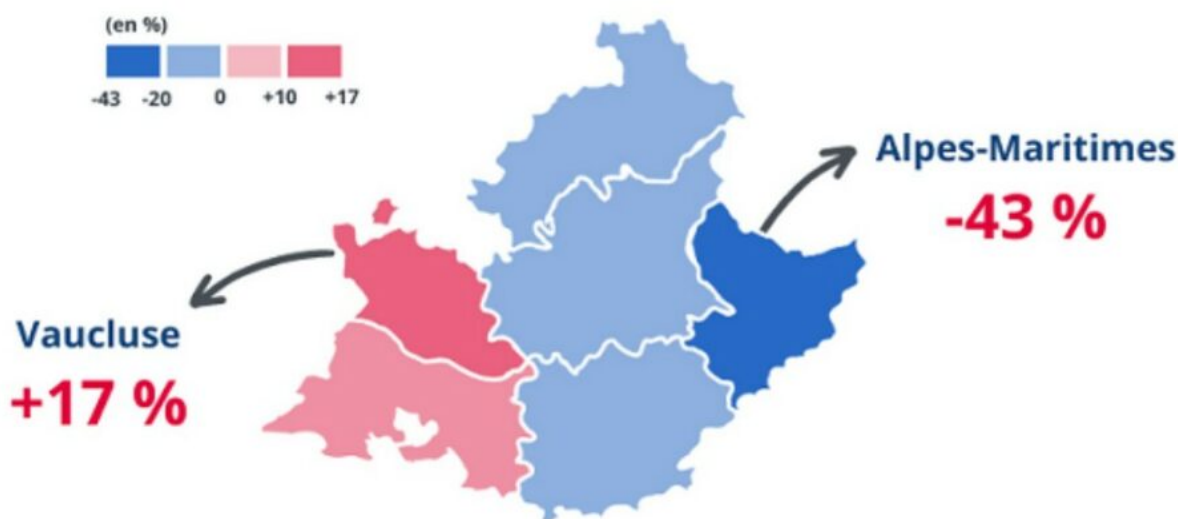 (en %)
-43 -20 0 +10 +17
Alpes-Maritimes
-43 %
Vaucluse
+17 %